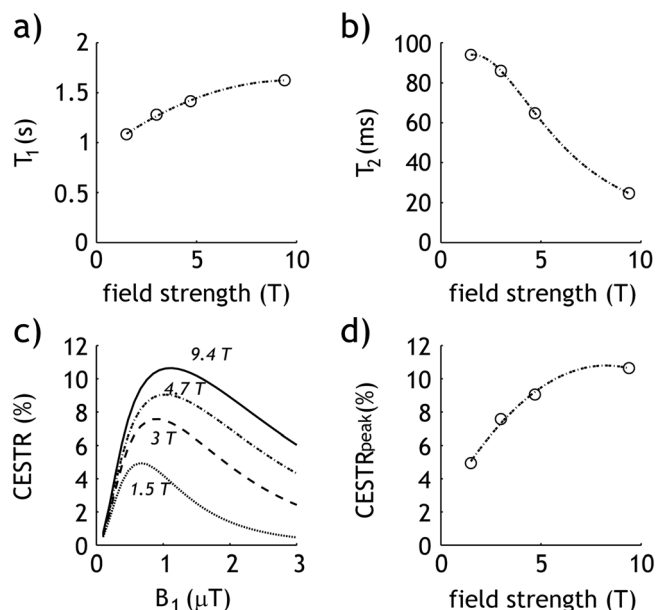 a)
2
1.5
1
0.5
0
T1 (s)
0 5 10
field strength (T)
b)
100
80
60
40
20
0
T2 (ms)
0 5 10
field strength (T)
c)
12
10
8
6
4
2
0
CESTR (%)
9.4 T
4.7 T
3 T
1.5 T
0 1 2 3
B1 (μT)
d)
12
10
8
6
4
2
0
CESTRpeak(%)
0 5 10
field strength (T)